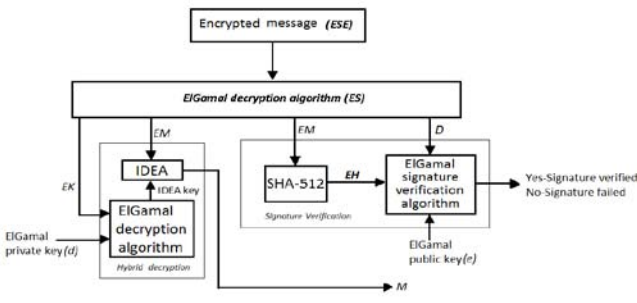 Encrypted message (ESE)
ElGamal decryption algorithm (ES)
EM
EM
D
IDEA
EK
IDEA key
ElGamal
decryption
algorithm
ElGamal
private key(d)
Hybrid decryption
SHA-512
EH
ElGamal
signature
verification
algorithm
Signature Verification
Yes-Signature verified
No-Signature failed
ElGamal
public key(e)
M